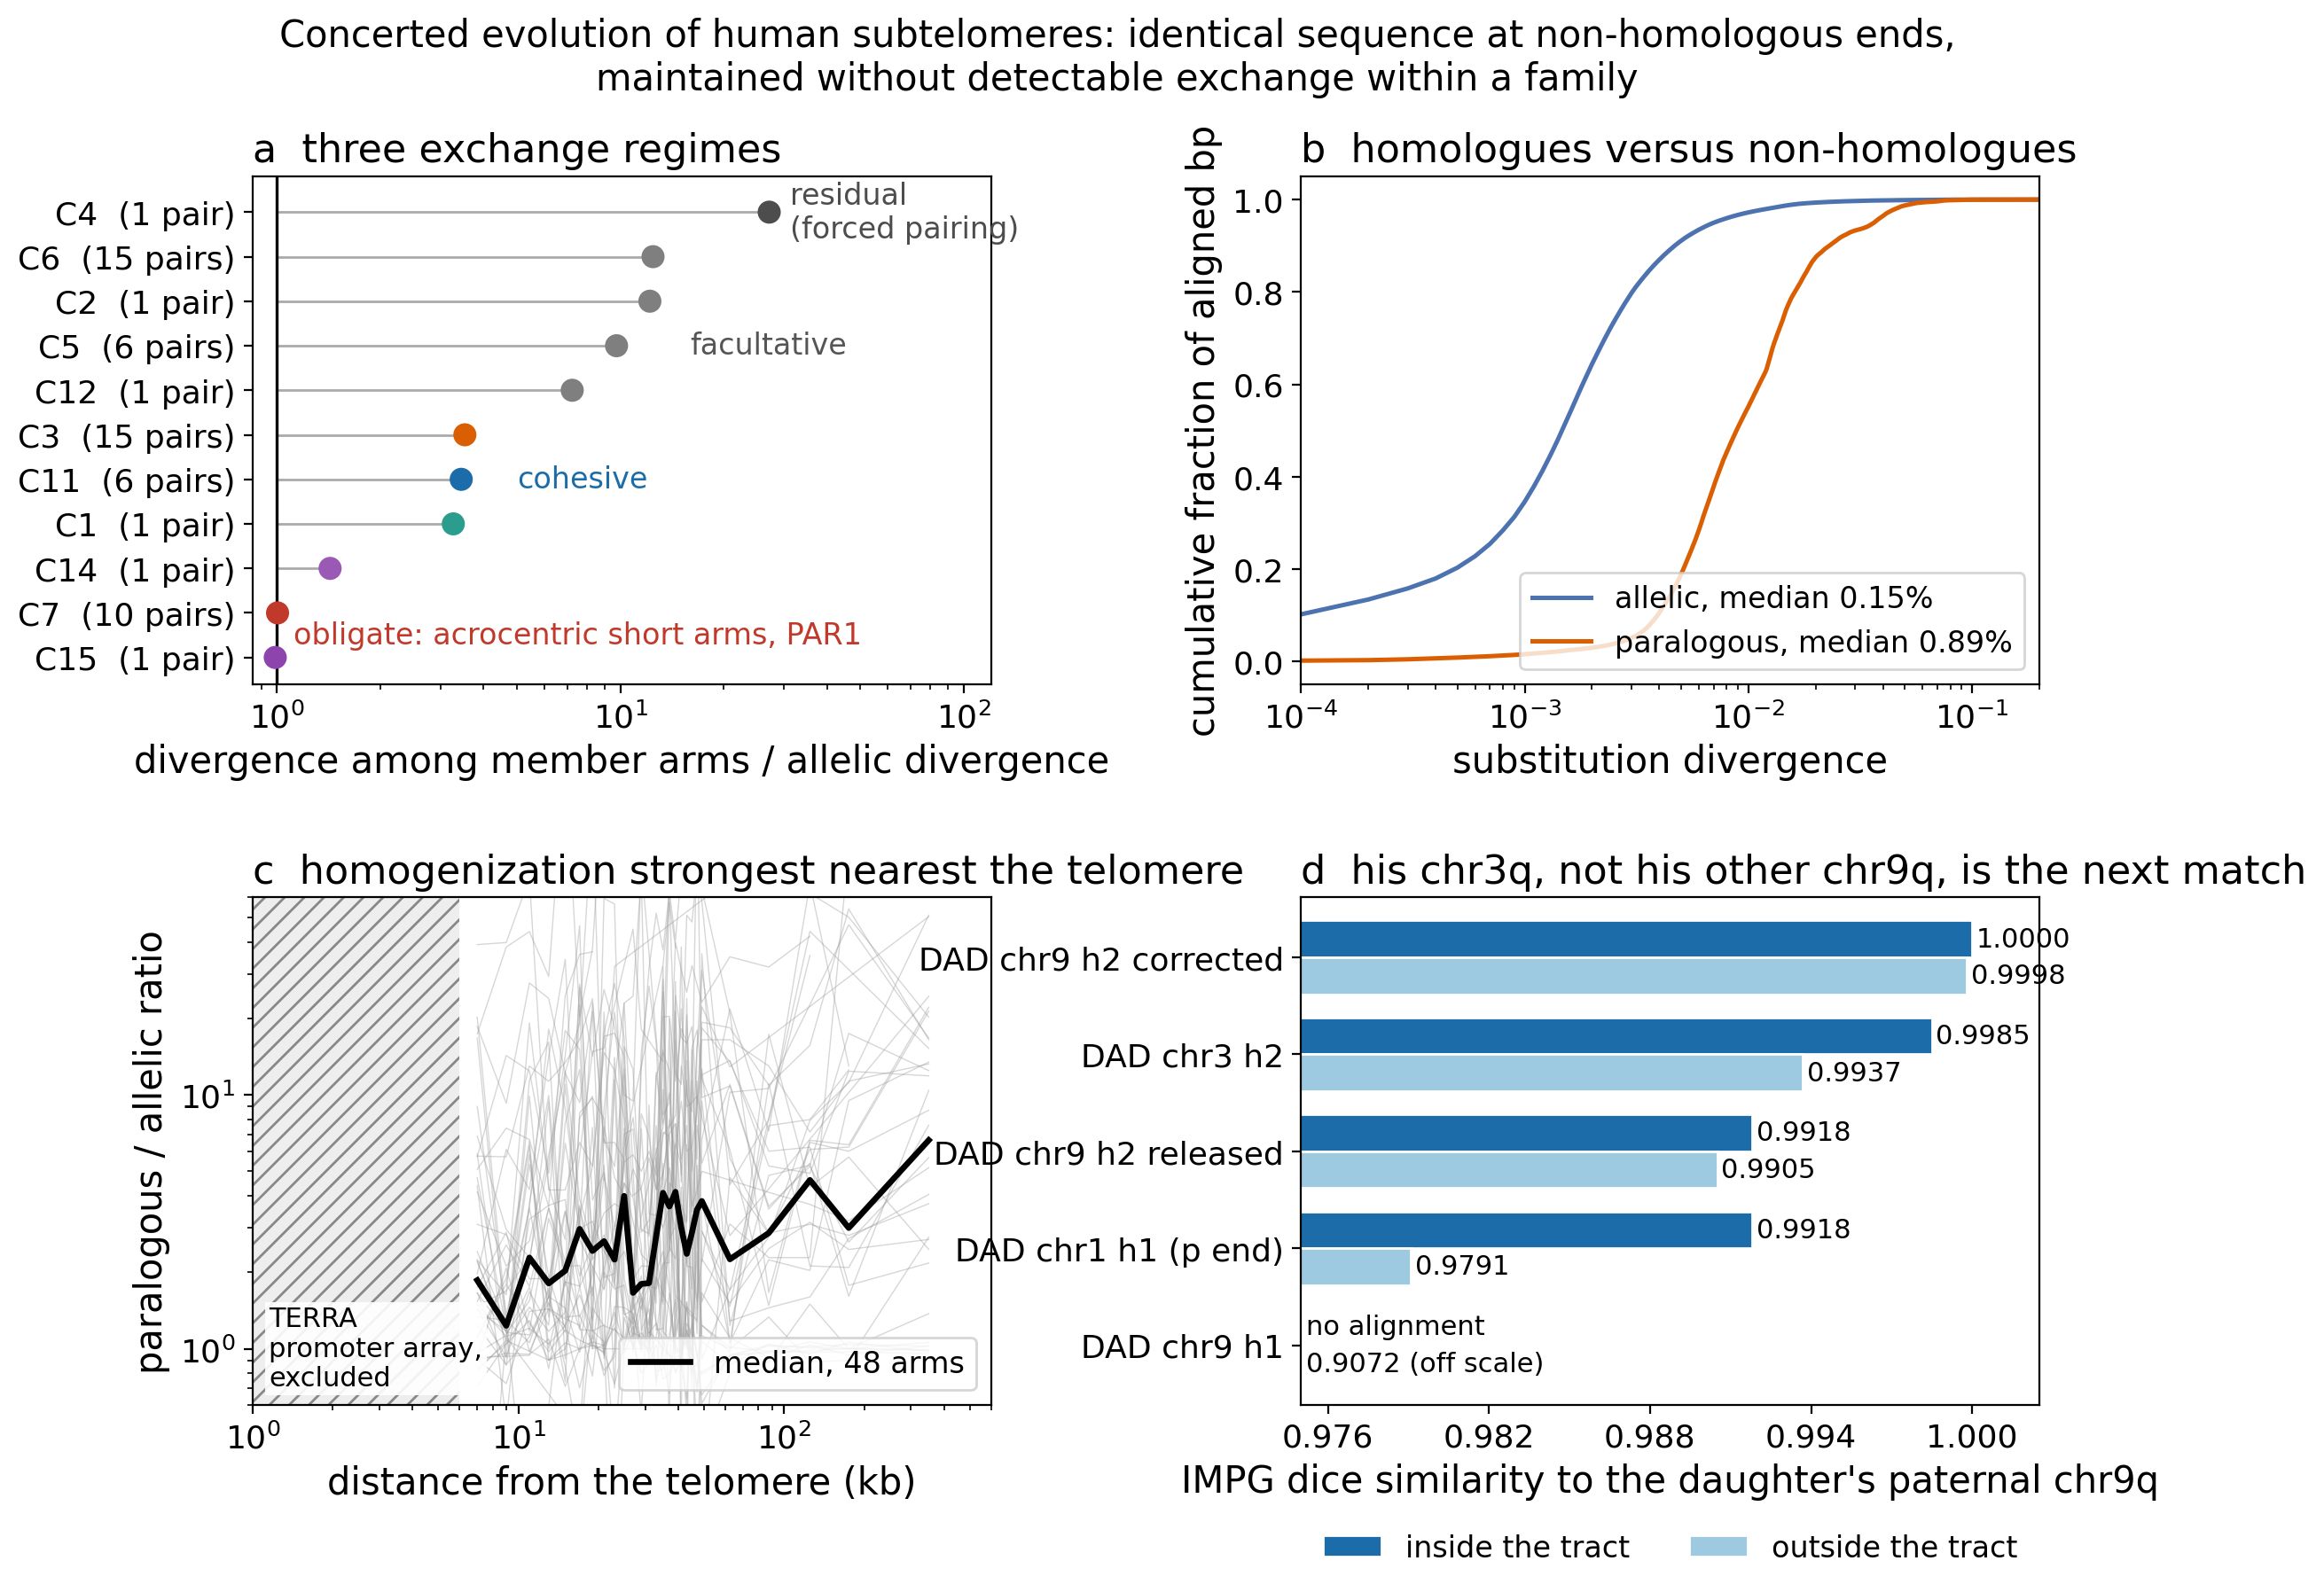 Concerted evolution of human subtelomeres: identical sequence at non-homologous ends,
maintained without detectable exchange within a family
a three exchange regimes
C4 (1 pair)
C6 (15 pairs)
C2 (1 pair)
C5 (6 pairs)
C12 (1 pair)
C3 (15 pairs)
C11 (6 pairs)
C1 (1 pair)
C14 (1 pair)
C7 (10 pairs)
C15 (1 pair)
residual
(forced pairing)
facultative
cohesive
obligate: acrocentric short arms, PAR1
10⁰
10¹
10²
divergence among member arms / allelic divergence
b homologues versus non-homologues
cumulative fraction of aligned bp
1.0
0.8
0.6
0.4
0.2
0.0
allelic, median 0.15%
paralogous, median 0.89%
10⁻⁴
10⁻³
10⁻²
10⁻¹
substitution divergence
c homogenization strongest nearest the telomere
paralogous / allelic ratio
10¹
10⁰
TERRA
promoter array,
excluded
median, 48 arms
10⁰
10¹
10²
distance from the telomere (kb)
d his chr3q, not his other chr9q, is the next match
DAD chr9 h2 corrected
1.0000
0.9998
DAD chr3 h2
0.9985
0.9937
DAD chr9 h2 released
0.9918
0.9905
DAD chr1 h1 (p end)
0.9918
0.9791
DAD chr9 h1
no alignment
0.9072 (off scale)
0.976
0.982
0.988
0.994
1.000
IMPG dice similarity to the daughter's paternal chr9q
inside the tract
outside the tract